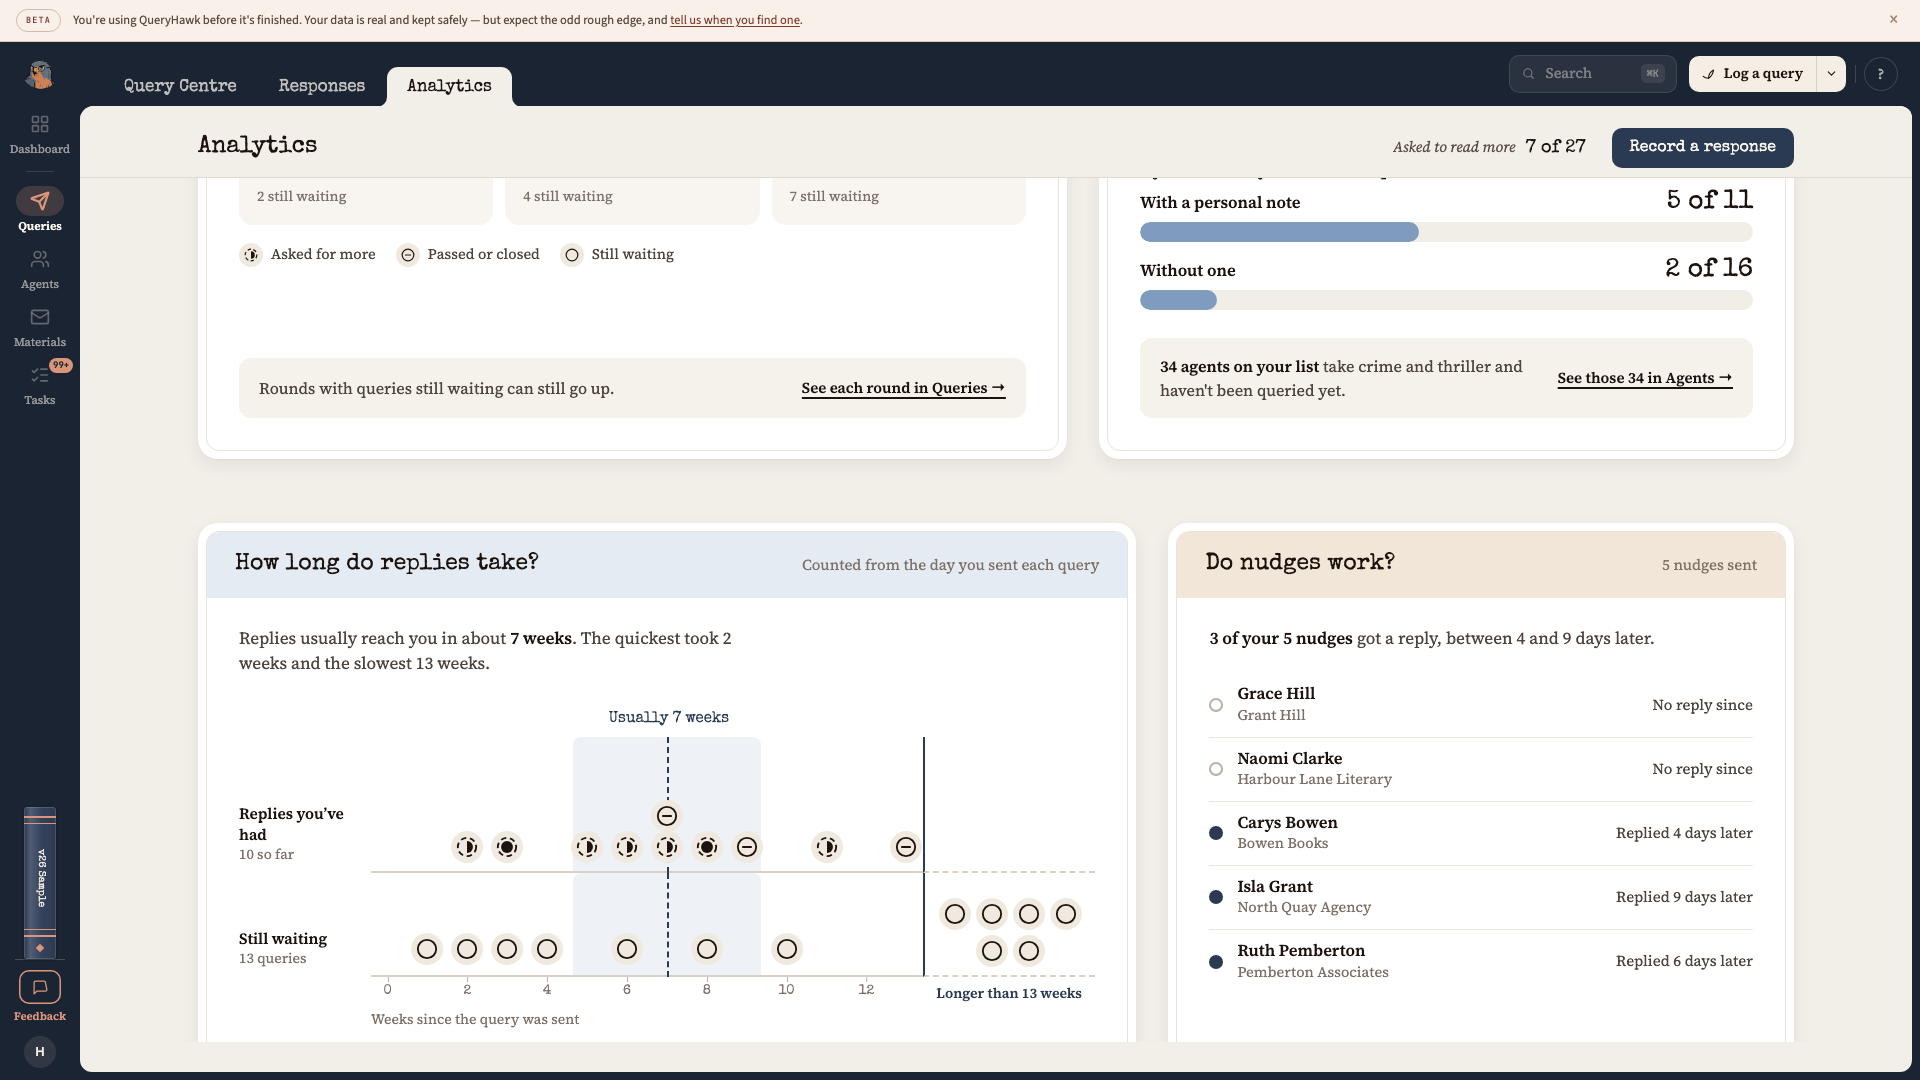 BETA
You're using QueryHawk before it's finished. Your data is real and kept safely — but expect the odd rough edge, and tell us when you find one.
×
Query Centre
Responses
Analytics
Search
⌘K
Log a query
?
Dashboard
Queries
Agents
Materials
99+
Tasks
v26 Sample
Feedback
H
Analytics
Asked to read more 7 of 27
Record a response
2 still waiting
4 still waiting
7 still waiting
Asked for more
Passed or closed
Still waiting
Rounds with queries still waiting can still go up.
See each round in Queries →
With a personal note
5 of 11
Without one
2 of 16
34 agents on your list take crime and thriller and
haven't been queried yet.
See those 34 in Agents →
How long do replies take?
Counted from the day you sent each query
Replies usually reach you in about 7 weeks. The quickest took 2
weeks and the slowest 13 weeks.
Usually 7 weeks
Replies you’ve
had
10 so far
Still waiting
13 queries
0 2 4 6 8 10 12
Longer than 13 weeks
Weeks since the query was sent
Do nudges work?
5 nudges sent
3 of your 5 nudges got a reply, between 4 and 9 days later.
Grace Hill
Grant Hill
No reply since
Naomi Clarke
Harbour Lane Literary
No reply since
Carys Bowen
Bowen Books
Replied 4 days later
Isla Grant
North Quay Agency
Replied 9 days later
Ruth Pemberton
Pemberton Associates
Replied 6 days later